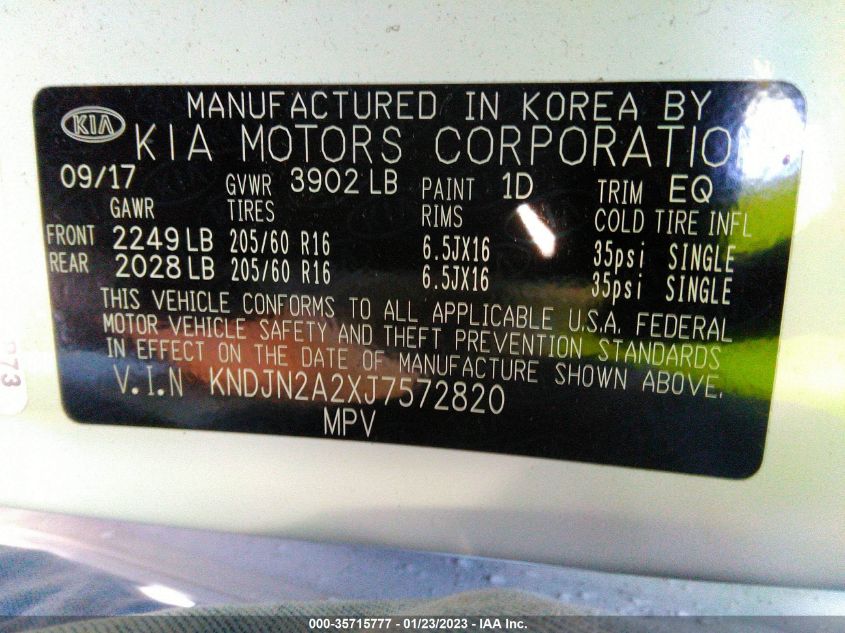 KIA
MANUFACTURED IN KOREA BY
KIA MOTORS CORPORATION
09/17 GVWR 3902 LB PAINT 1D TRIM EQ
GAWR TIRES RIMS COLD TIRE INFL
FRONT 2249 LB 205/60 R16 6.5JX16 35psi SINGLE
REAR 2028 LB 205/60 R16 6.5JX16 35psi SINGLE
THIS VEHICLE CONFORMS TO ALL APPLICABLE U.S.A. FEDERAL
MOTOR VEHICLE SAFETY AND THEFT PREVENTION STANDARDS
IN EFFECT ON THE DATE OF MANUFACTURE SHOWN ABOVE.
V.I.N KNDJN2A2XJ7572820
MPV
000-35715777 - 01/23/2023 - IAA Inc.